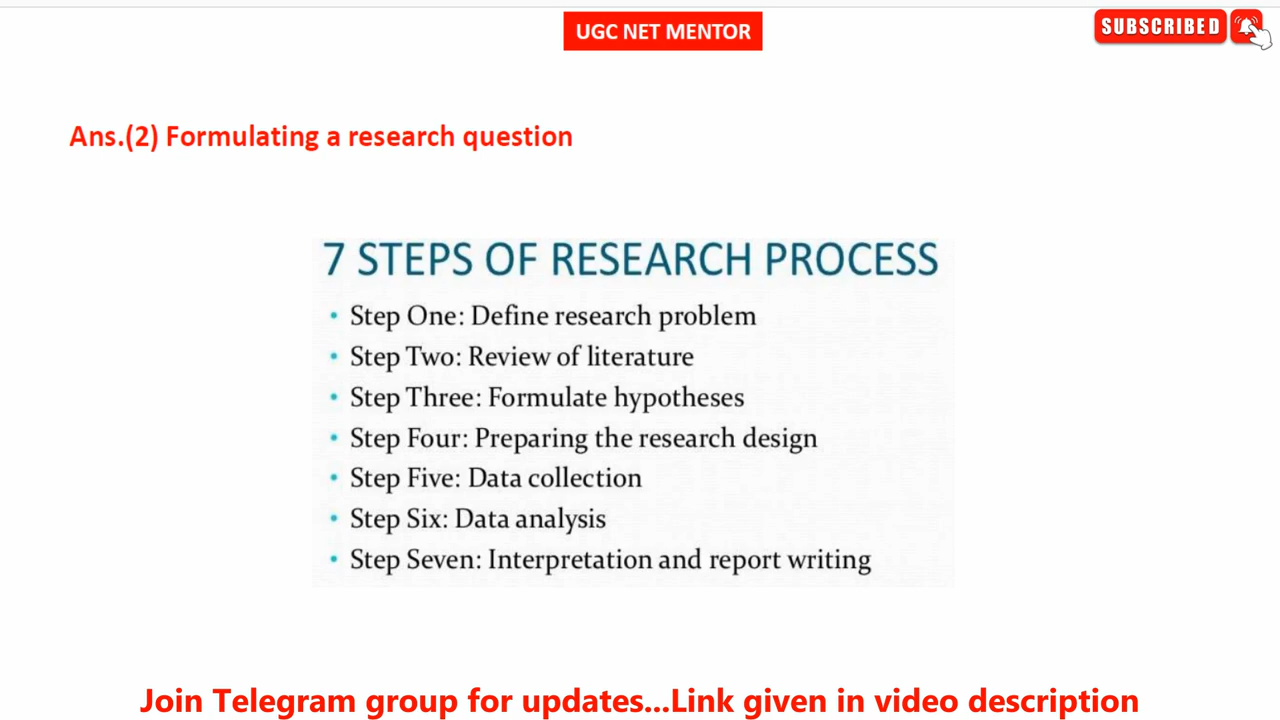 UGC NET MENTOR
SUBSCRIBED
Ans.(2) Formulating a research question
7 STEPS OF RESEARCH PROCESS
• Step One: Define research problem
• Step Two: Review of literature
• Step Three: Formulate hypotheses
• Step Four: Preparing the research design
• Step Five: Data collection
• Step Six: Data analysis
• Step Seven: Interpretation and report writing
Join Telegram group for updates...Link given in video description